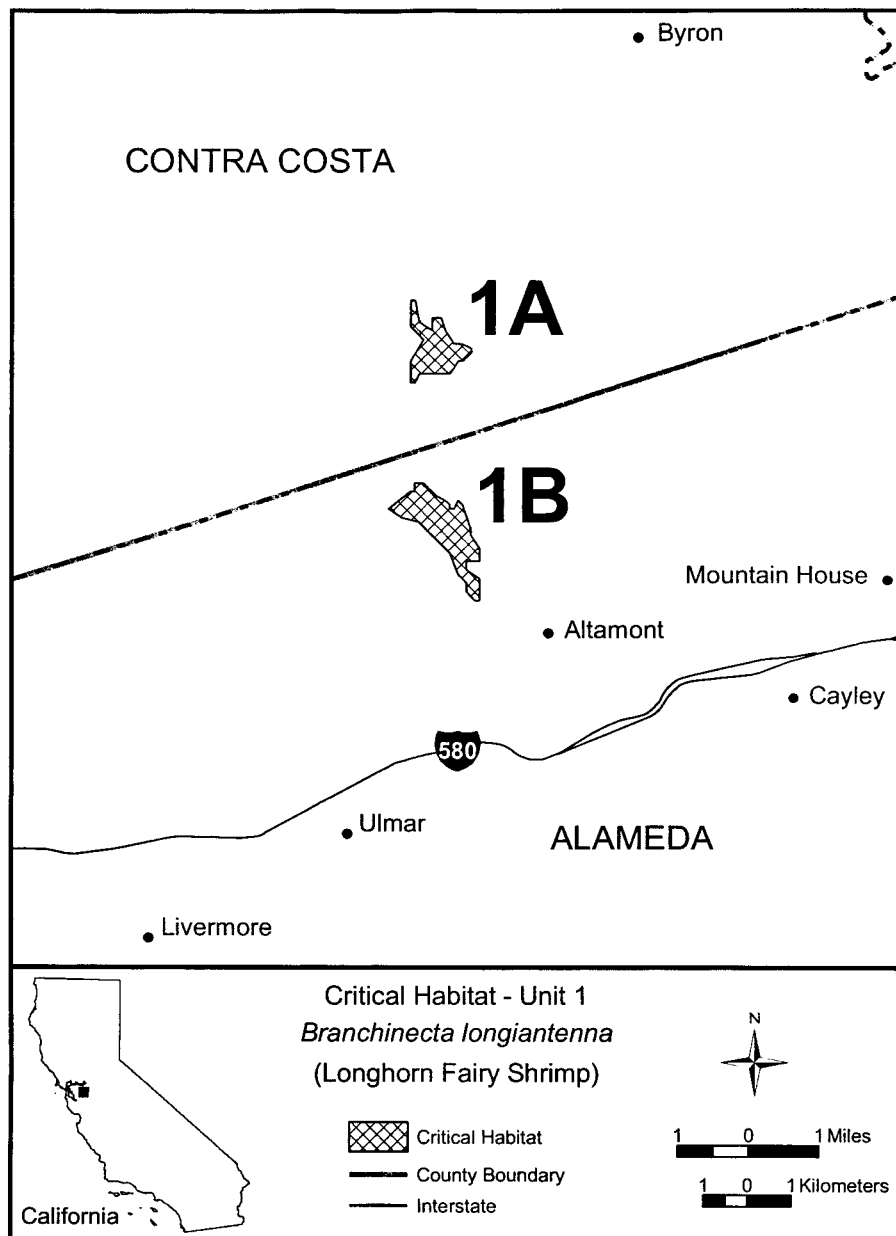 Byron
CONTRA COSTA
1A
1B
Mountain House
Altamont
Cayley
580
Ulmar
ALAMEDA
Livermore
Critical Habitat - Unit 1
Branchinecta longiantenna
(Longhorn Fairy Shrimp)
N
Critical Habitat
County Boundary
Interstate
1 0 1 Miles
1 0 1 Kilometers
California